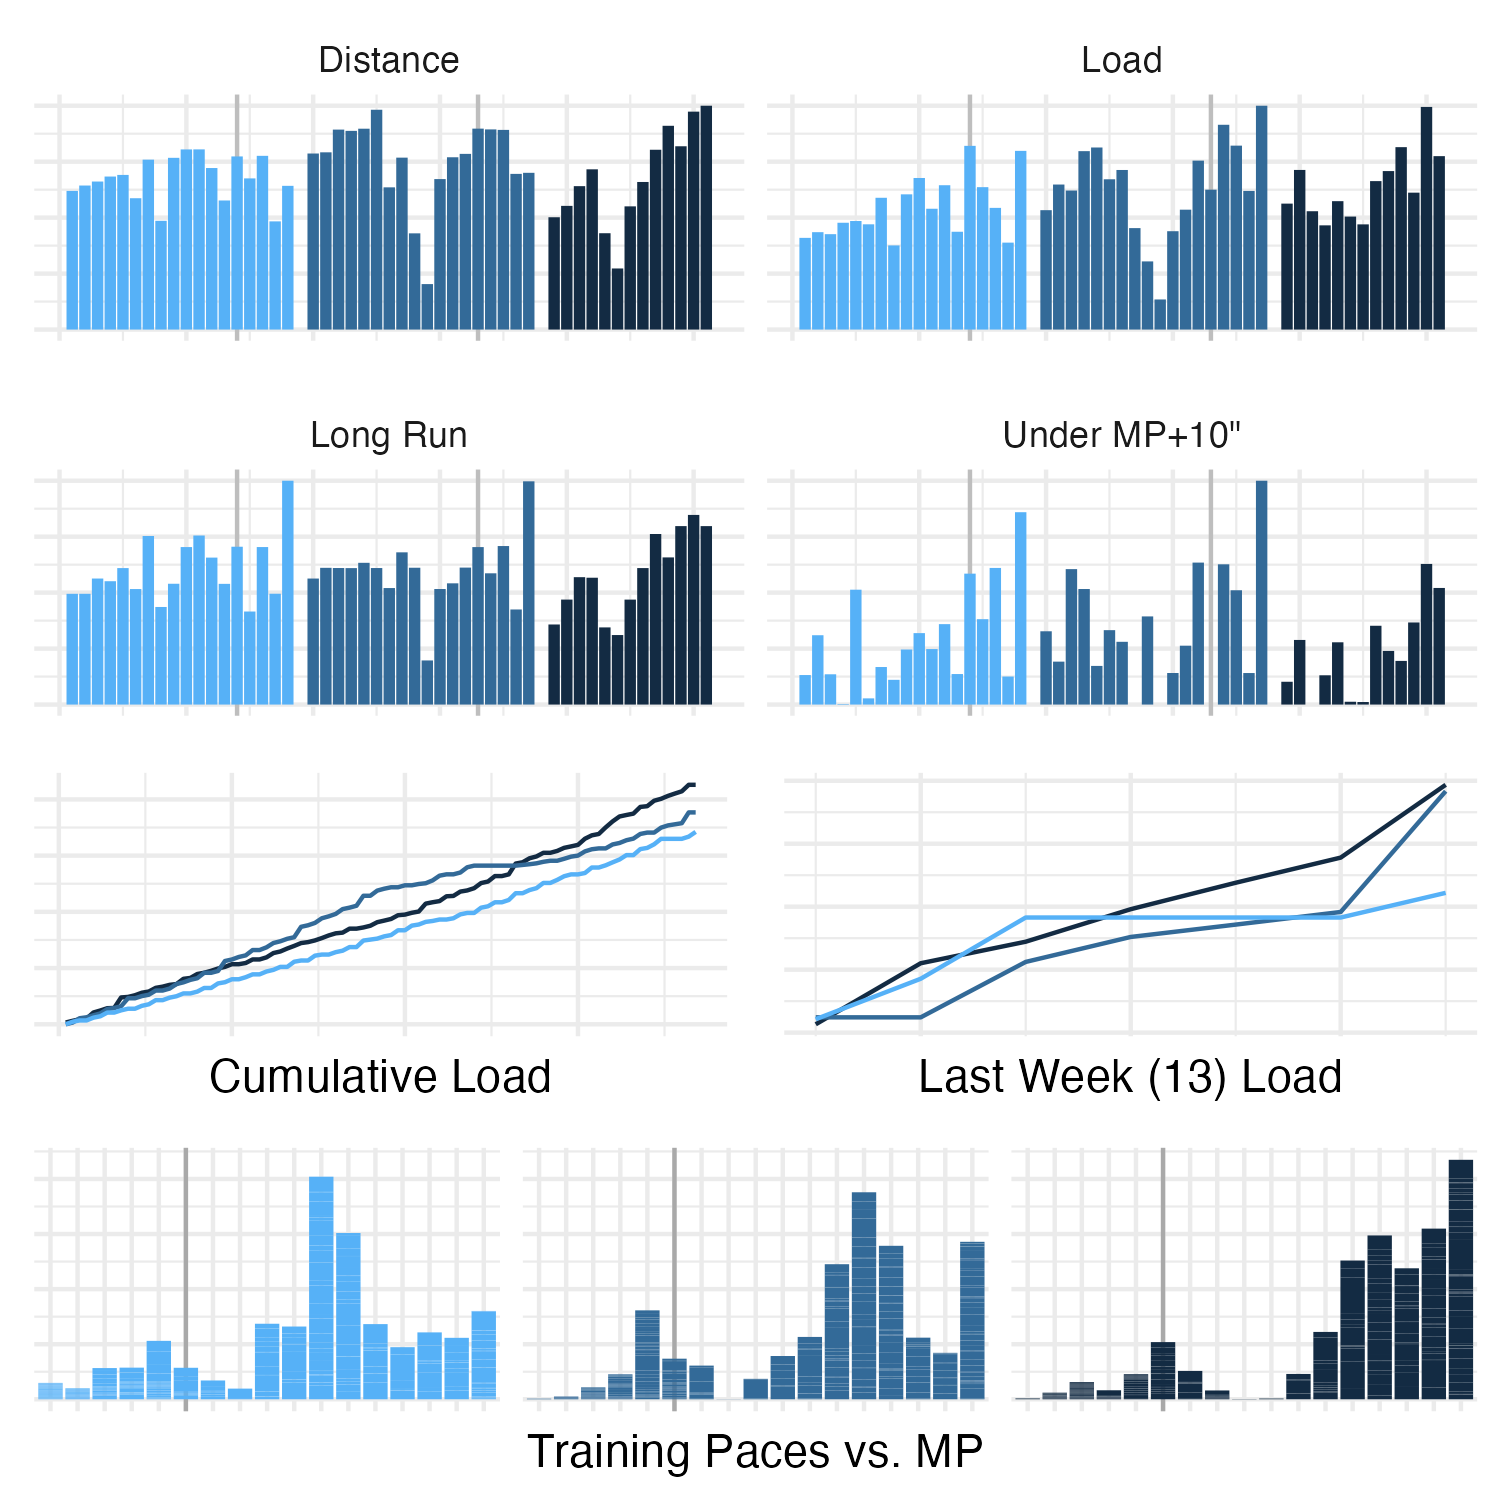 Distance
Load
Long Run
Under MP+10"
Cumulative Load
Last Week (13) Load
Training Paces vs. MP